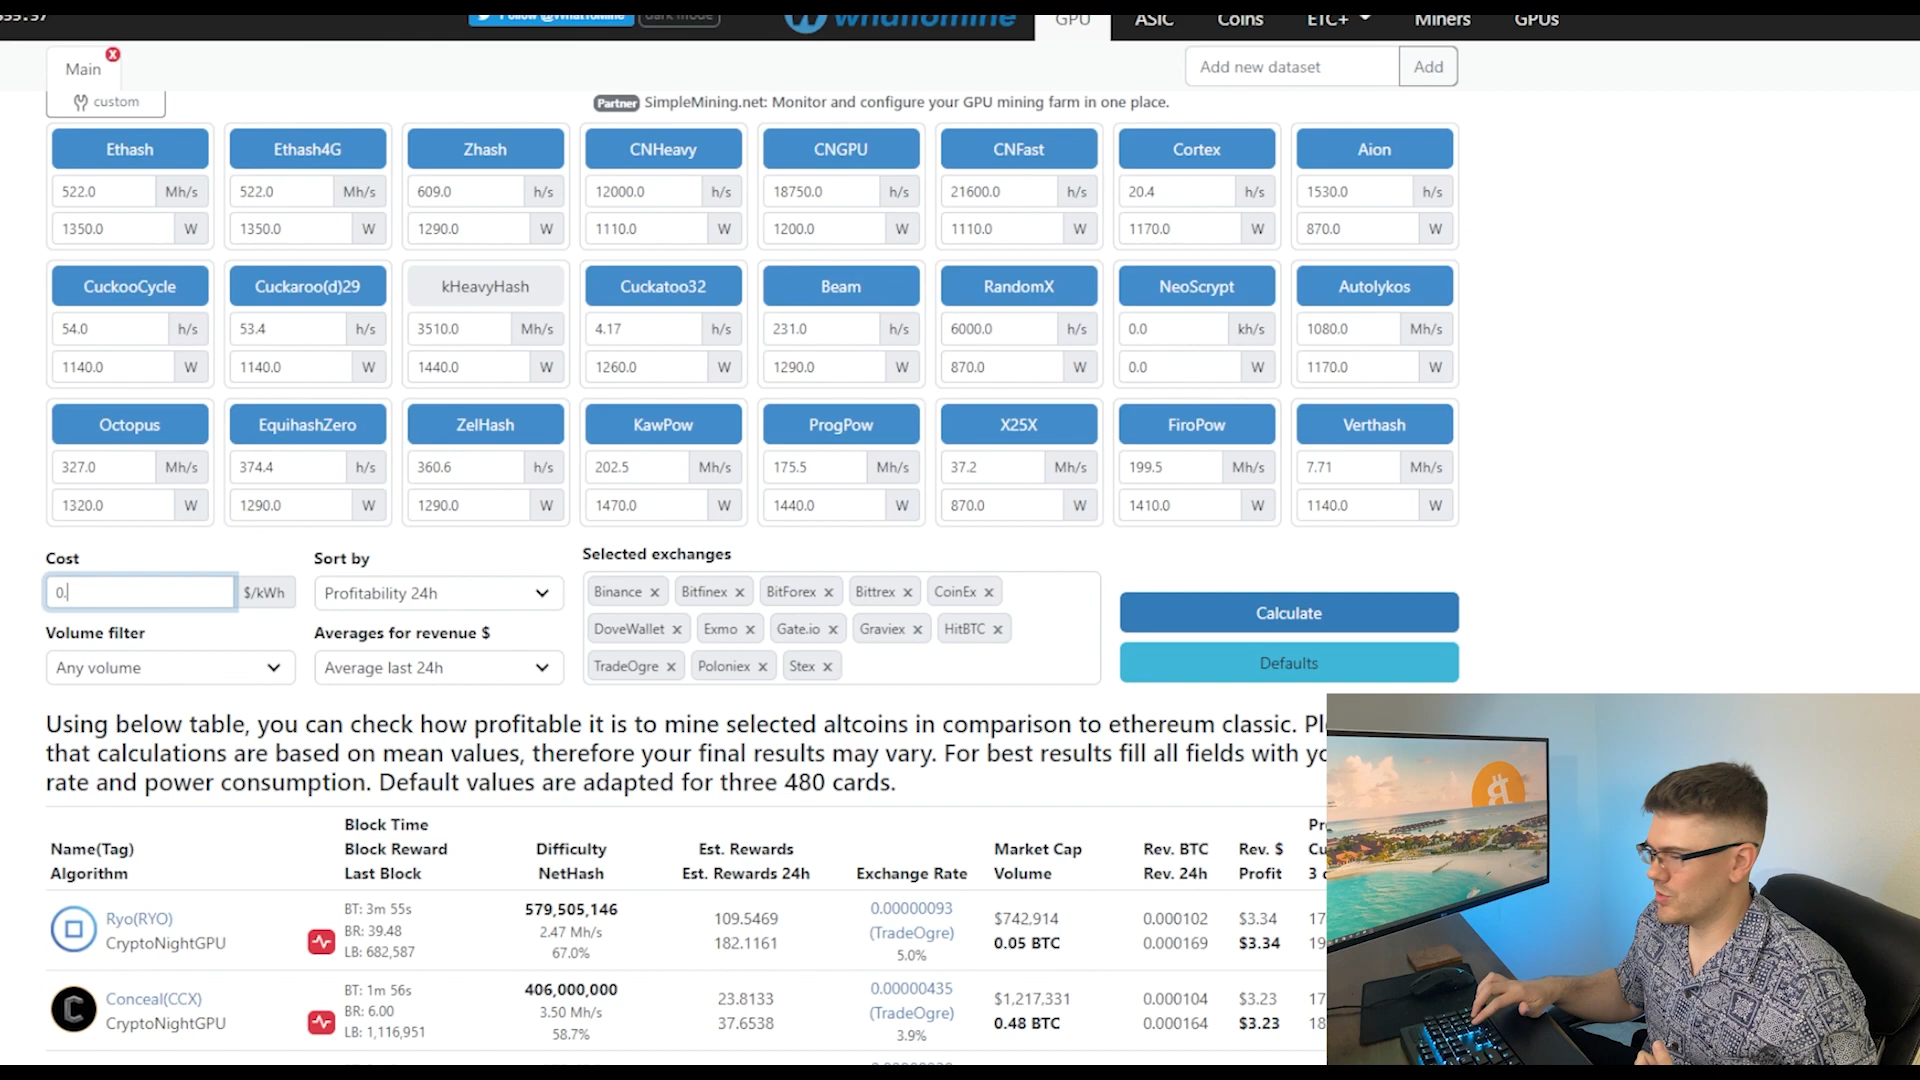 Follow @WhatToMine
dark mode
whattomine
GPU
ASIC
Coins
ETC+
Miners
GPUs
Main
Add new dataset
Add
custom
Partner SimpleMining.net: Monitor and configure your GPU mining farm in one place.
Ethash
Ethash4G
Zhash
CNHeavy
CNGPU
CNFast
Cortex
Aion
522.0 Mh/s
522.0 Mh/s
609.0 h/s
12000.0 h/s
18750.0 h/s
21600.0 h/s
20.4 h/s
1530.0 h/s
1350.0 W
1350.0 W
1290.0 W
1110.0 W
1200.0 W
1110.0 W
1170.0 W
870.0 W
CuckooCycle
Cuckaroo(d)29
kHeavyHash
Cuckatoo32
Beam
RandomX
NeoScrypt
Autolykos
54.0 h/s
53.4 h/s
3510.0 Mh/s
4.17 h/s
231.0 h/s
6000.0 h/s
0.0 kh/s
1080.0 Mh/s
1140.0 W
1140.0 W
1440.0 W
1260.0 W
1290.0 W
870.0 W
0.0 W
1170.0 W
Octopus
EquihashZero
ZelHash
KawPow
ProgPow
X25X
FiroPow
Verthash
327.0 Mh/s
374.4 h/s
360.6 h/s
202.5 Mh/s
175.5 Mh/s
37.2 Mh/s
199.5 Mh/s
7.71 Mh/s
1320.0 W
1290.0 W
1290.0 W
1470.0 W
1440.0 W
870.0 W
1410.0 W
1140.0 W
Cost
0. $/kWh
Volume filter
Any volume
Sort by
Profitability 24h
Averages for revenue $
Average last 24h
Selected exchanges
Binance × Bitfinex × BitForex × Bittrex × CoinEx ×
DoveWallet × Exmo × Gate.io × Graviex × HitBTC ×
TradeOgre × Poloniex × Stex ×
Calculate
Defaults
Using below table, you can check how profitable it is to mine selected altcoins in comparison to ethereum classic. Pl
that calculations are based on mean values, therefore your final results may vary. For best results fill all fields with yo
rate and power consumption. Default values are adapted for three 480 cards.
Name(Tag)
Algorithm
Block Time
Block Reward
Last Block
Difficulty
NetHash
Est. Rewards
Est. Rewards 24h
Exchange Rate
Market Cap
Volume
Rev. BTC
Rev. 24h
Rev. $
Profit
Pr
Cu
3
Ryo(RYO)
CryptoNightGPU
BT: 3m 55s
BR: 39.48
LB: 682,587
579,505,146
2.47 Mh/s
67.0%
109.5469
182.1161
0.00000093
(TradeOgre)
5.0%
$742,914
0.05 BTC
0.000102
0.000169
$3.34
$3.34
17
19
Conceal(CCX)
CryptoNightGPU
BT: 1m 56s
BR: 6.00
LB: 1,116,951
406,000,000
3.50 Mh/s
58.7%
23.8133
37.6538
0.00000435
(TradeOgre)
3.9%
$1,217,331
0.48 BTC
0.000104
0.000164
$3.23
$3.23
17
18